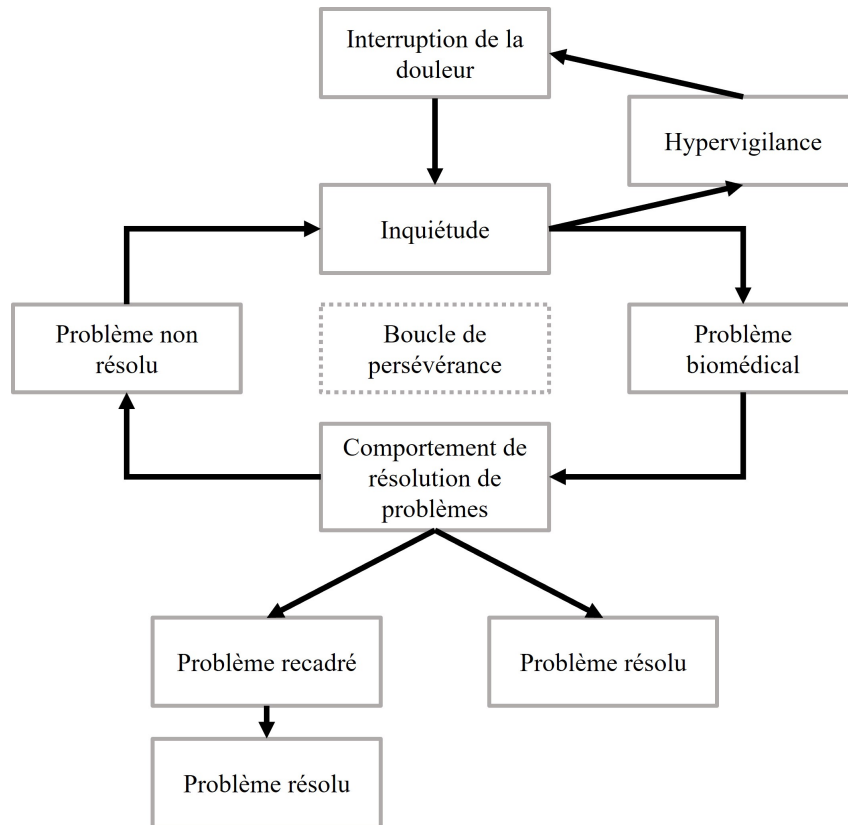 Interruption de la
douleur
Hypervigilance
Inquiétude
Problème non
résolu
Boucle de
persévérance
Problème
biomédical
Comportement de
résolution de
problèmes
Problème recadré
Problème résolu
Problème résolu